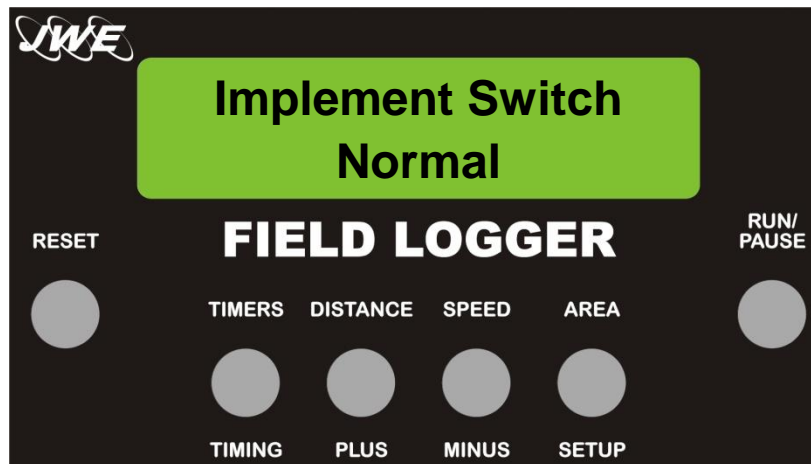 JWE
Implement Switch
Normal
FIELD LOGGER
RESET
RUN/
PAUSE
TIMERS DISTANCE SPEED AREA
TIMING PLUS MINUS SETUP